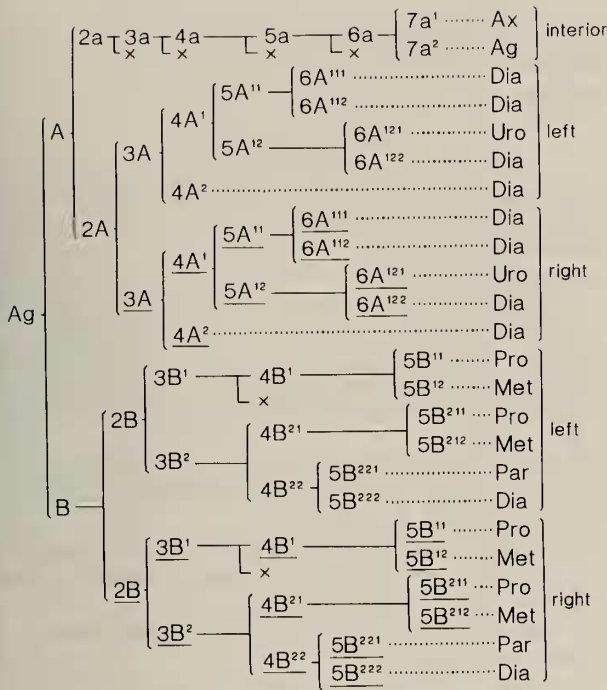 7a¹ ······ Ax
2a 3a 4a 5a 6a interior
× × × × 7a² ······ Ag
6A¹¹¹ ······ Dia
5A¹¹
A 4A¹ 6A¹¹² ······ Dia
6A¹²¹ ······ Uro left
3A 5A¹²
6A¹²² ······ Dia
4A² ······ Dia
2A 6A¹¹¹ ······ Dia
5A¹¹
6A¹¹² ······ Dia
4A¹ 6A¹²¹ ······ Uro right
3A 5A¹²
6A¹²² ······ Dia
Ag 4A² ······ Dia
5B¹¹ ······ Pro
3B¹ 4B¹
× 5B¹² ······ Met
2B 5B²¹¹ ······ Pro
4B²¹ left
3B² 5B²¹² ······ Met
4B²² 5B²²¹ ······ Par
B 5B²²² ······ Dia
5B¹¹ ······ Pro
3B¹ 4B¹
× 5B¹² ······ Met
2B 5B²¹¹ ······ Pro
4B²¹ right
3B² 5B²¹² ······ Met
4B²² 5B²²¹ ······ Par
5B²²² ······ Dia